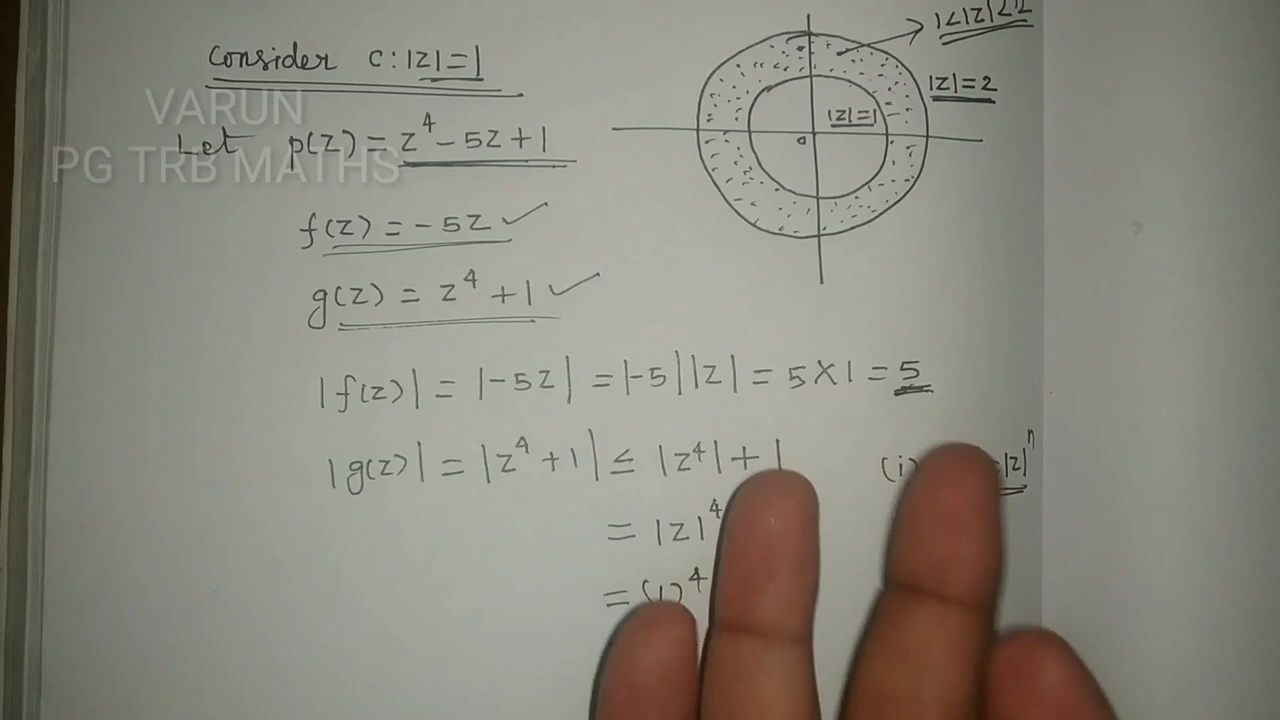 consider c:|z|=1
VARUN
PG TRB MATHS
Let p(z) = z⁴ - 5z + 1
f(z) = -5z ✓
g(z) = z⁴ + 1 ✓
|f(z)| = |-5z| = |-5||z| = 5×1 = 5
|g(z)| = |z⁴ + 1| ≤ |z⁴| + 1
= |z|⁴
= (1)⁴
1<|z|<2
|z|=2
|z|=1
(i) =|z|ⁿ